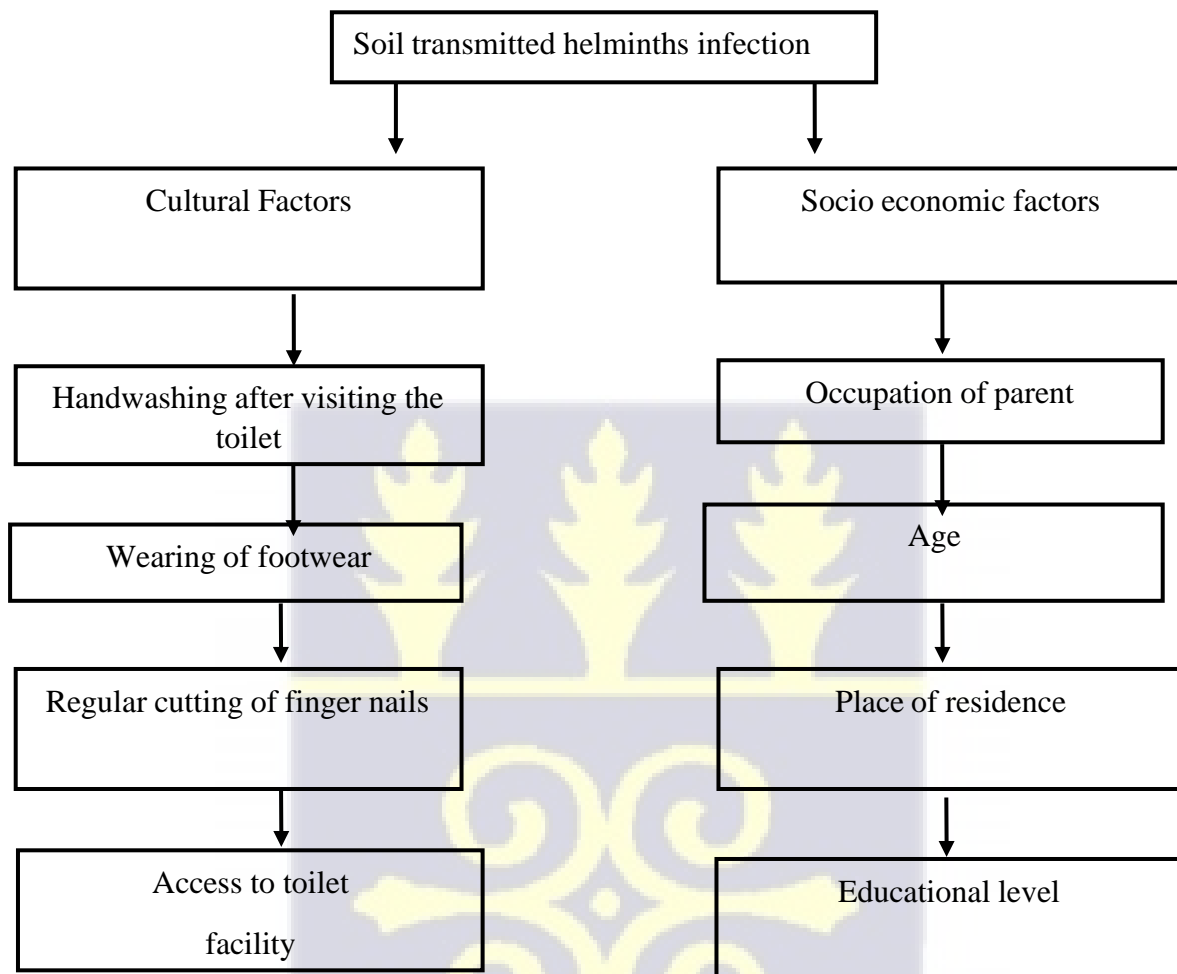 Soil transmitted helminths infection
Cultural Factors
Socio economic factors
Handwashing after visiting the
toilet
Occupation of parent
Wearing of footwear
Age
Regular cutting of finger nails
Place of residence
Access to toilet
facility
Educational level